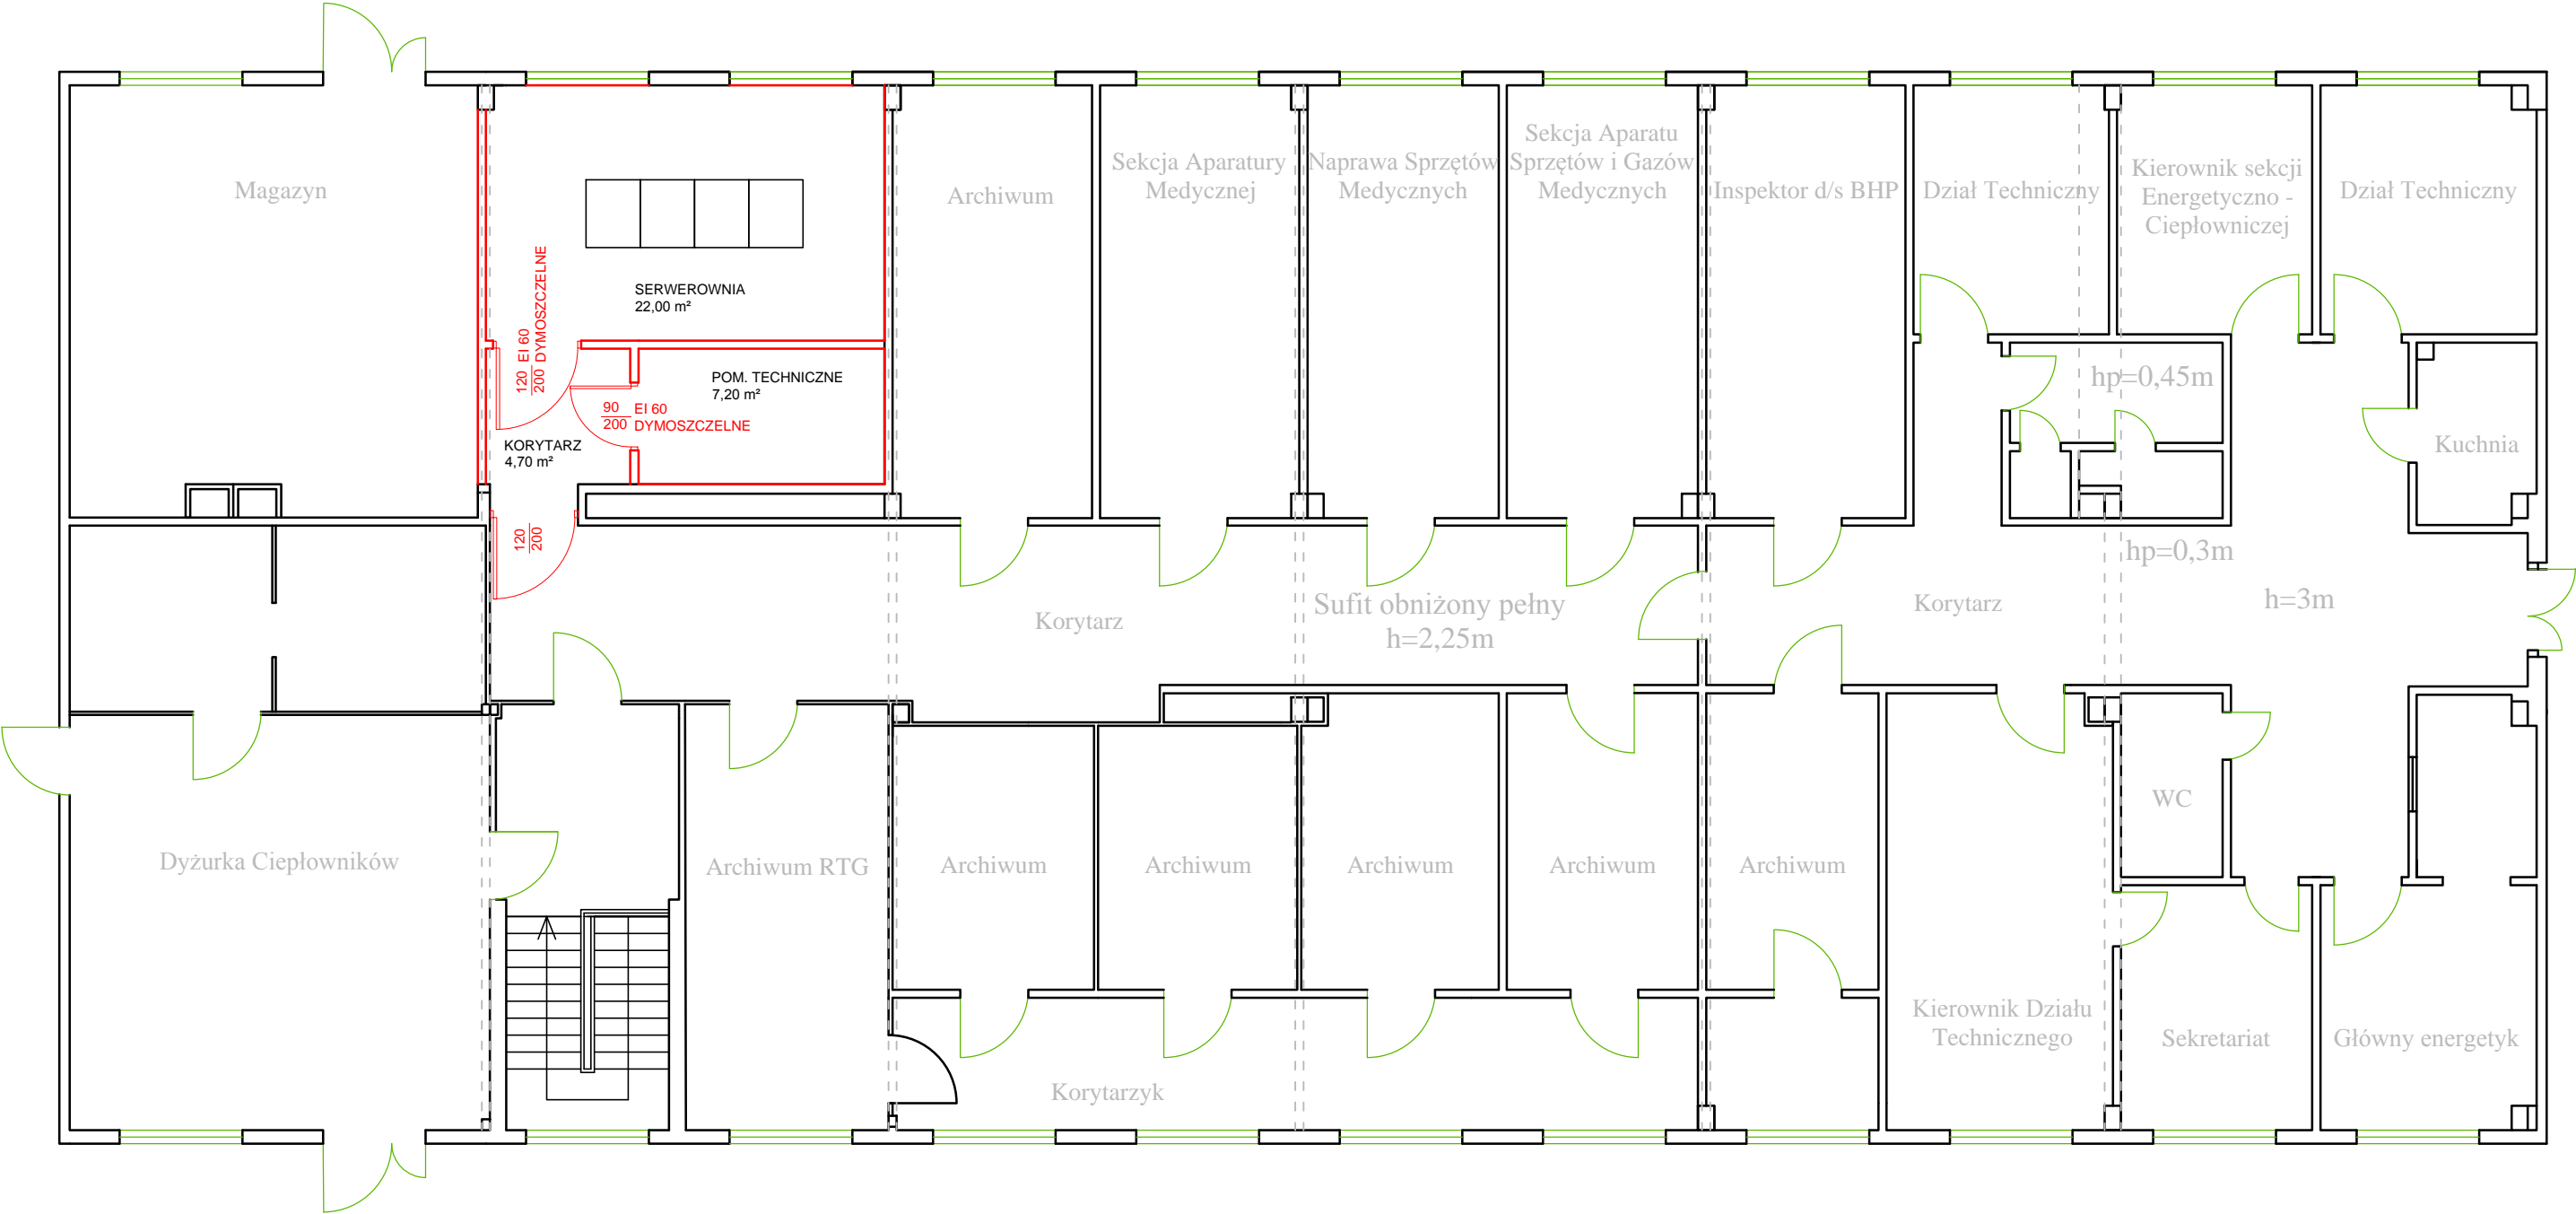 Magazyn
SERWEROWNIA
22,00 m²
120 EI 60
200 DYMOSZCZELNE
POM. TECHNICZNE
7,20 m²
90 EI 60
200 DYMOSZCZELNE
KORYTARZ
4,70 m²
120
200
Archiwum
Sekcja Aparatury
Medycznej
Naprawa Sprzętów
Medycznych
Sekcja Aparatu
Sprzętów i Gazów
Medycznych
Inspektor d/s BHP
Dział Techniczny
Kierownik sekcji
Energetyczno -
Ciepłowniczej
Dział Techniczny
hp=0,45m
Kuchnia
hp=0,3m
h=3m
Korytarz
Sufit obniżony pełny
h=2,25m
Korytarz
Dyżurka Ciepłowników
Archiwum RTG
Archiwum
Archiwum
Archiwum
Archiwum
Archiwum
WC
Kierownik Działu
Technicznego
Sekretariat
Główny energetyk
Korytarzyk